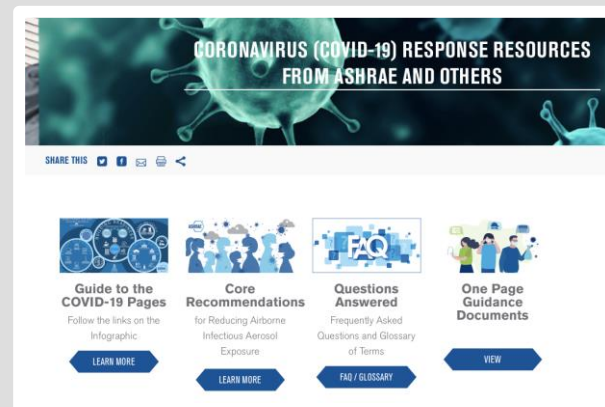 CORONAVIRUS (COVID-19) RESPONSE RESOURCES
FROM ASHRAE AND OTHERS
SHARE THIS
Guide to the
COVID-19 Pages
Follow the links on the
Infographic
LEARN MORE
Core
Recommendations
for Reducing Airborne
Infectious Aerosol
Exposure
LEARN MORE
FAQ
Questions
Answered
Frequently Asked
Questions and Glossary
of Terms
FAQ / GLOSSARY
One Page
Guidance
Documents
VIEW